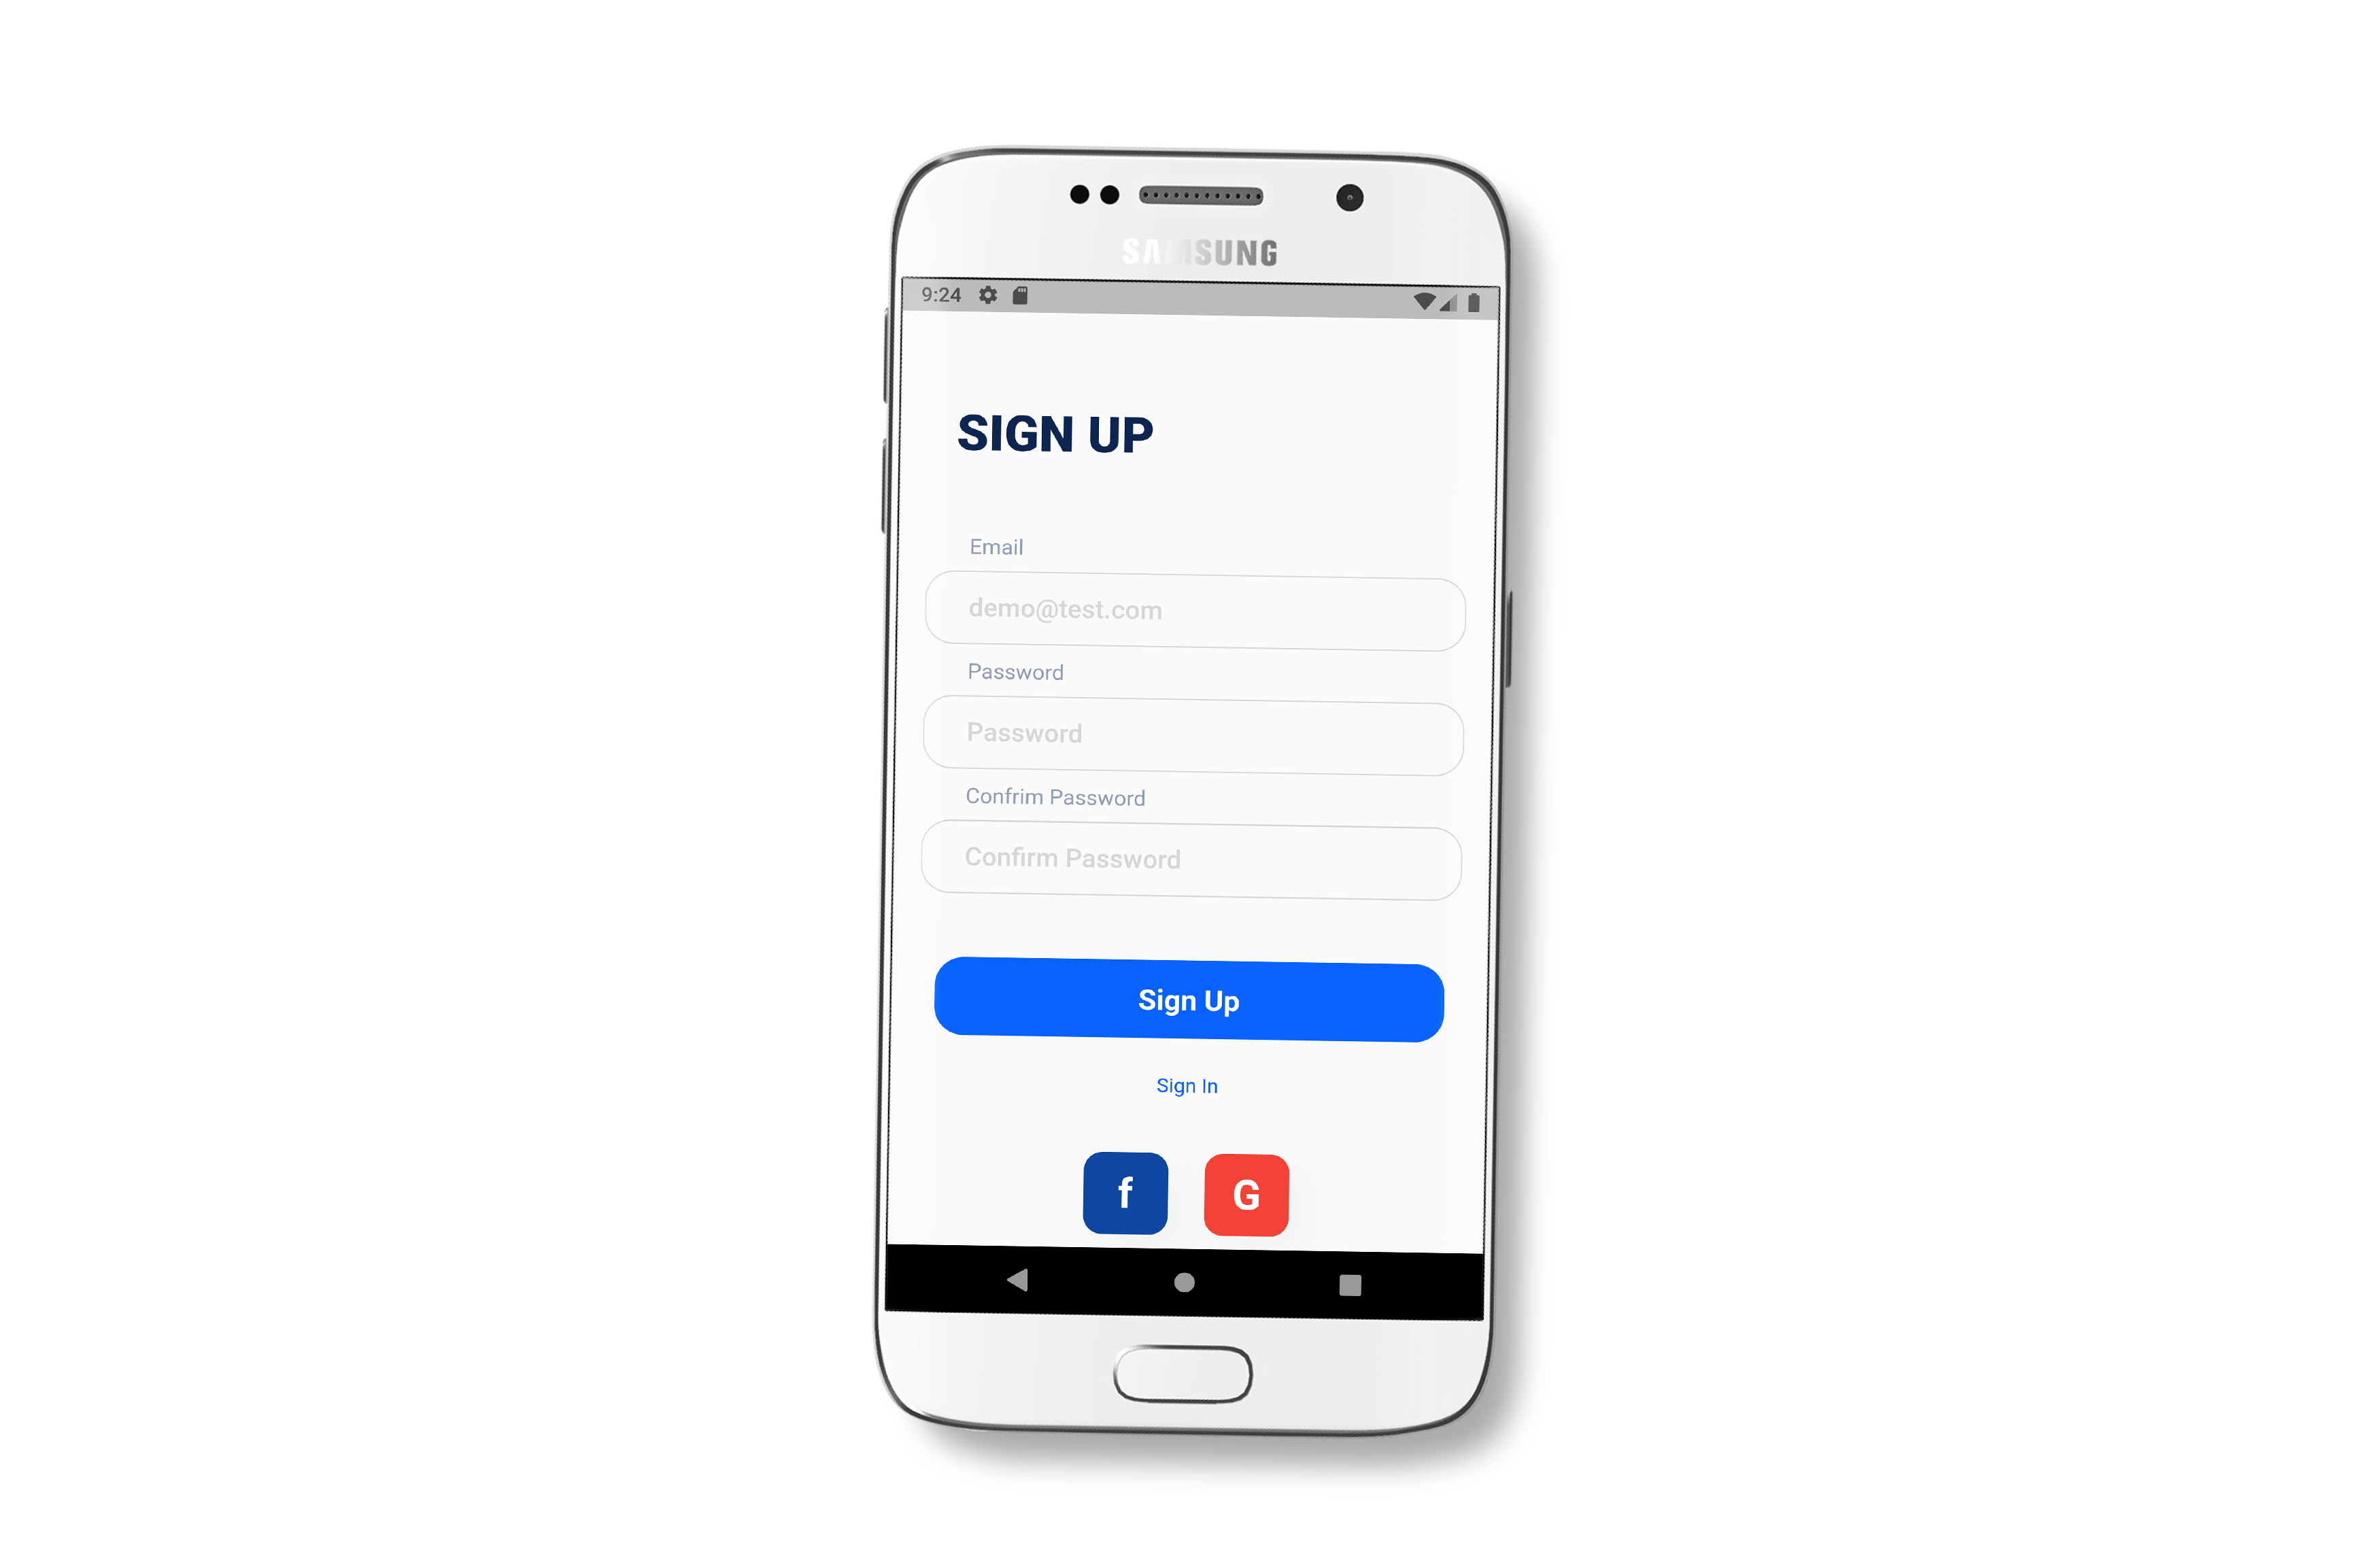 SAMSUNG
9:24
SIGN UP
Email
demo@test.com
Password
Password
Confrim Password
Confirm Password
Sign Up
Sign In
f G